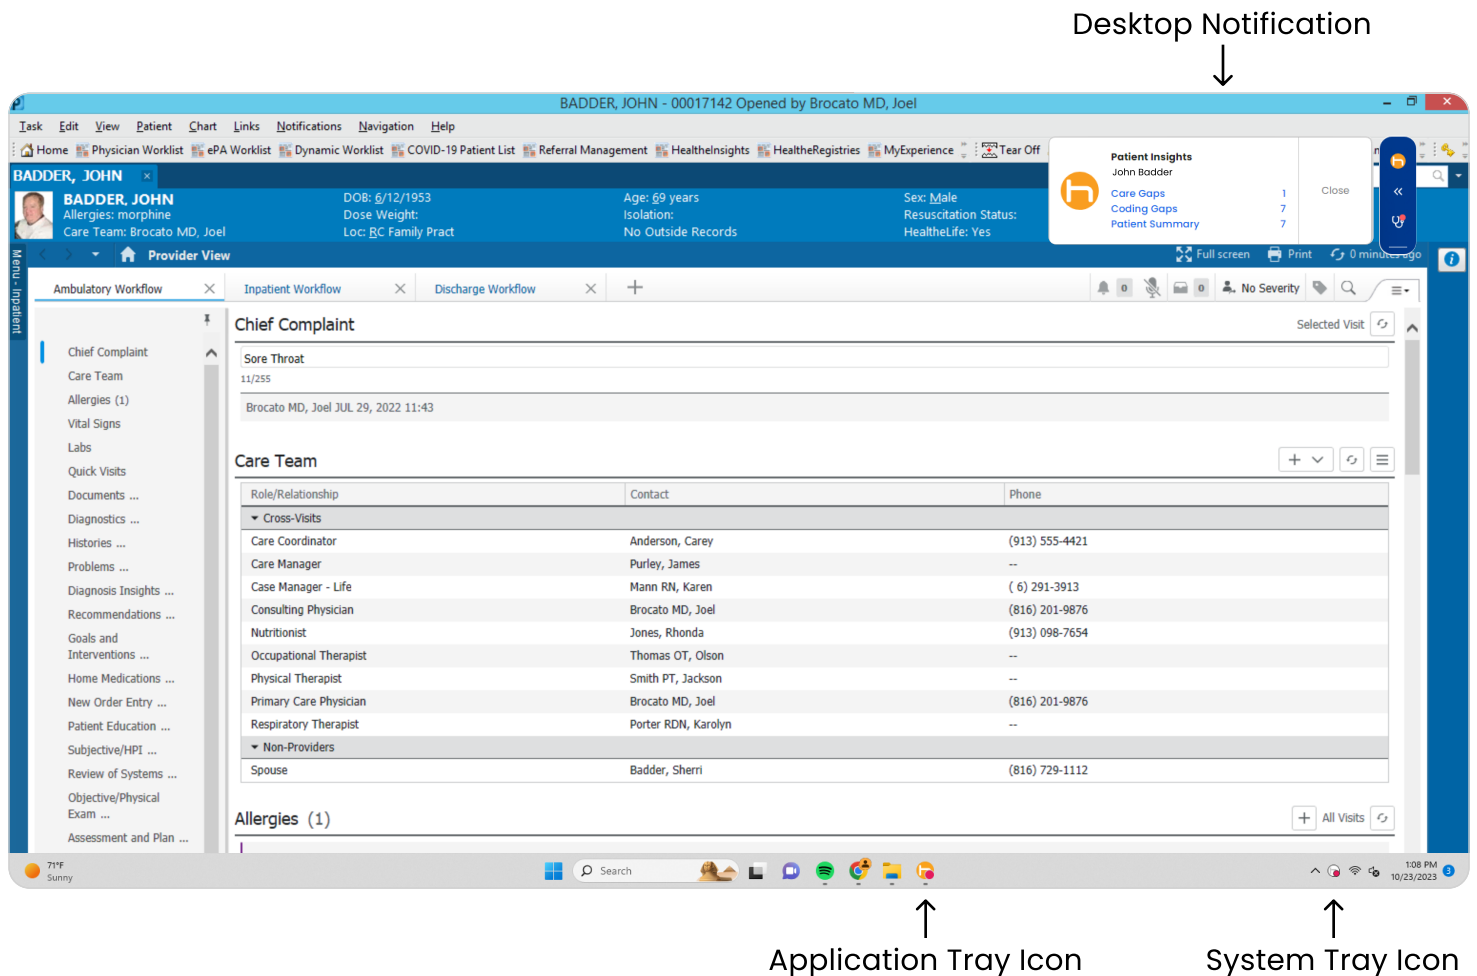 Desktop Notification
BADDER, JOHN - 00017142 Opened by Brocato MD, Joel
Task Edit View Patient Chart Links Notifications Navigation Help
Home Physician Worklist ePA Worklist Dynamic Worklist COVID-19 Patient List Referral Management HealtheInsights HealtheRegistries MyExperience Tear Off
BADDER, JOHN
BADDER, JOHN
Allergies: morphine
Care Team: Brocato MD, Joel
DOB: 6/12/1953
Dose Weight:
Loc: RC Family Pract
Age: 69 years
Isolation:
No Outside Records
Sex: Male
Resuscitation Status:
HealtheLife: Yes
Patient Insights
John Badder
Care Gaps 1
Coding Gaps 7
Patient Summary 7
Close
Menu - Inpatient
Provider View
Full screen Print 0 minutes ago
Ambulatory Workflow Inpatient Workflow Discharge Workflow
0 0 No Severity
Chief Complaint
Care Team
Allergies (1)
Vital Signs
Labs
Quick Visits
Documents ...
Diagnostics ...
Histories ...
Problems ...
Diagnosis Insights ...
Recommendations ...
Goals and
Interventions ...
Home Medications ...
New Order Entry ...
Patient Education ...
Subjective/HPI ...
Review of Systems ...
Objective/Physical
Exam ...
Assessment and Plan ...
Chief Complaint
Selected Visit
Sore Throat
11/255
Brocato MD, Joel JUL 29, 2022 11:43
Care Team
Role/Relationship Contact Phone
Cross-Visits
Care Coordinator Anderson, Carey (913) 555-4421
Care Manager Purley, James --
Case Manager - Life Mann RN, Karen ( 6) 291-3913
Consulting Physician Brocato MD, Joel (816) 201-9876
Nutritionist Jones, Rhonda (913) 098-7654
Occupational Therapist Thomas OT, Olson --
Physical Therapist Smith PT, Jackson --
Primary Care Physician Brocato MD, Joel (816) 201-9876
Respiratory Therapist Porter RDN, Karolyn --
Non-Providers
Spouse Badder, Sherri (816) 729-1112
Allergies (1)
All Visits
71°F
Sunny
Search
1:08 PM
10/23/2023
3
Application Tray Icon
System Tray Icon